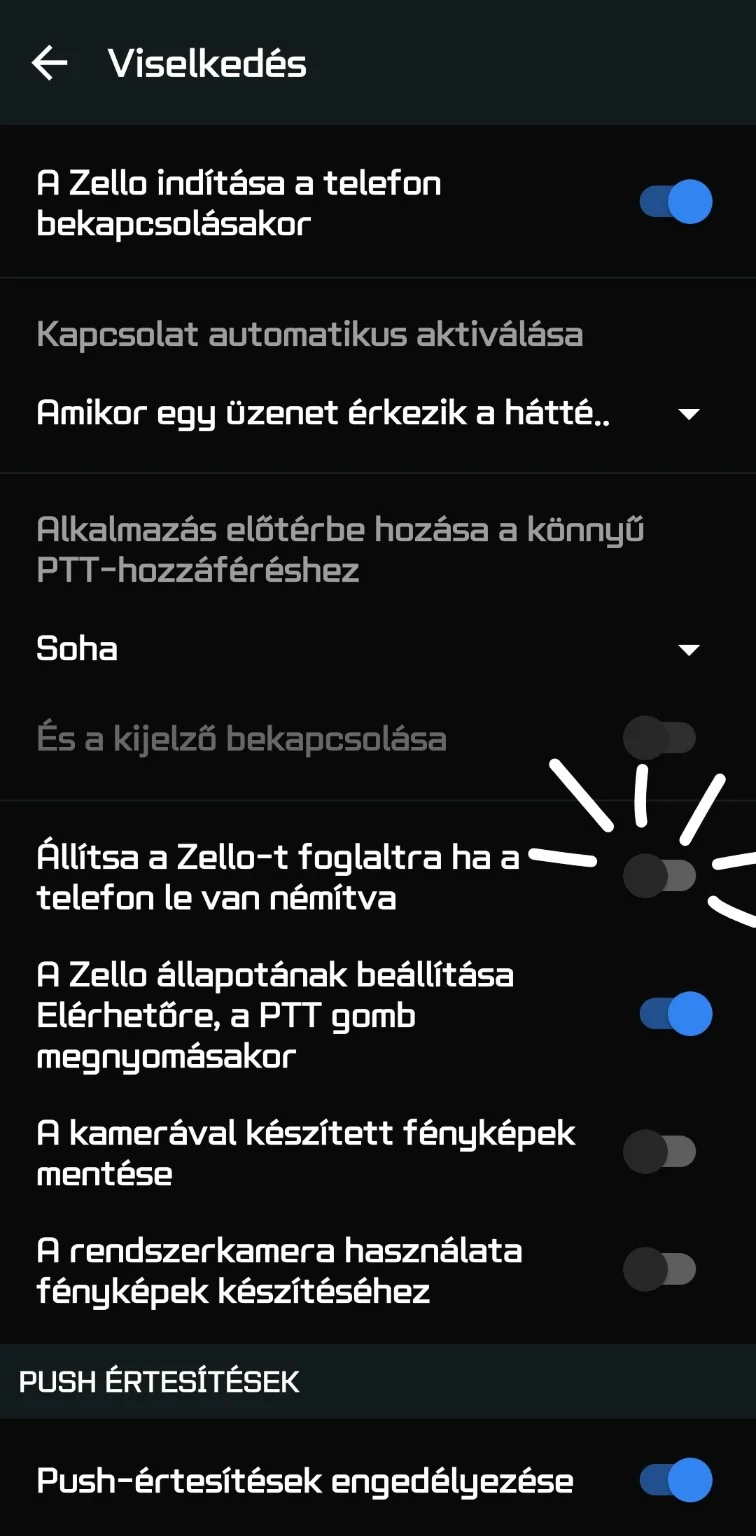 Viselkedés
A Zello indítása a telefon
bekapcsolásakor
Kapcsolat automatikus aktiválása
Amikor egy üzenet érkezik a hátté..
Alkalmazás előtérbe hozása a könnyű
PTT-hozzáféréshez
Soha
És a kijelző bekapcsolása
Állítsa a Zello-t foglaltra ha a
telefon le van némítva
A Zello állapotának beállítása
Elérhetőre, a PTT gomb
megnyomásakor
A kamerával készített fényképek
mentése
A rendszerkamera használata
fényképek készítéséhez
PUSH ÉRTESÍTÉSEK
Push-értesítések engedélyezése